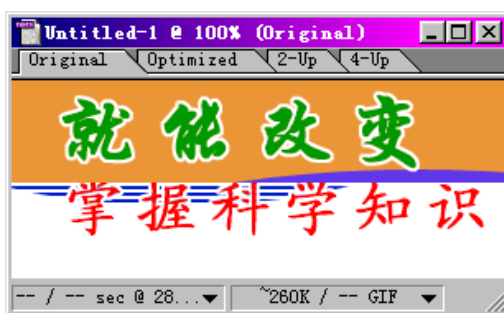 Untitled-1 @ 100% (Original)
Original Optimized 2-Up 4-Up
就能改变
掌握科学知识
-- / -- sec @ 28... ~260K / -- GIF